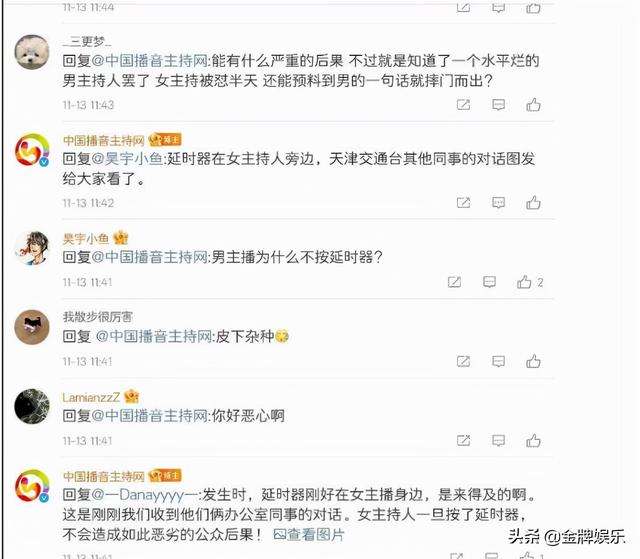 11-13 11:44
_三更梦_
回复@中国播音主持网:能有什么严重的后果 不过就是知道了一个水平烂的
男主持人罢了 女主持被怼半天 还能预料到男的一句话就摔门而出?
11-13 11:43
中国播音主持网 博主
回复@昊宇小鱼:延时器在女主持人旁边，天津交通台其他同事的对话图发
给大家看了。
11-13 11:42
昊宇小鱼
回复@中国播音主持网:男主播为什么不按延时器?
11-13 11:41
2
我散步很厉害
回复 @中国播音主持网:皮下杂种
11-13 11:41
LamianzzZ
回复@中国播音主持网:你好恶心啊
11-13 11:41
中国播音主持网 博主
回复@一Danayyyy一:发生时，延时器刚好在女主播身边，是来得及的啊。
这是刚刚我们收到他们俩办公室同事的对话。女主持人一旦按了延时器，
不会造成如此恶劣的公众后果！ 查看图片
头条 @金牌娱乐